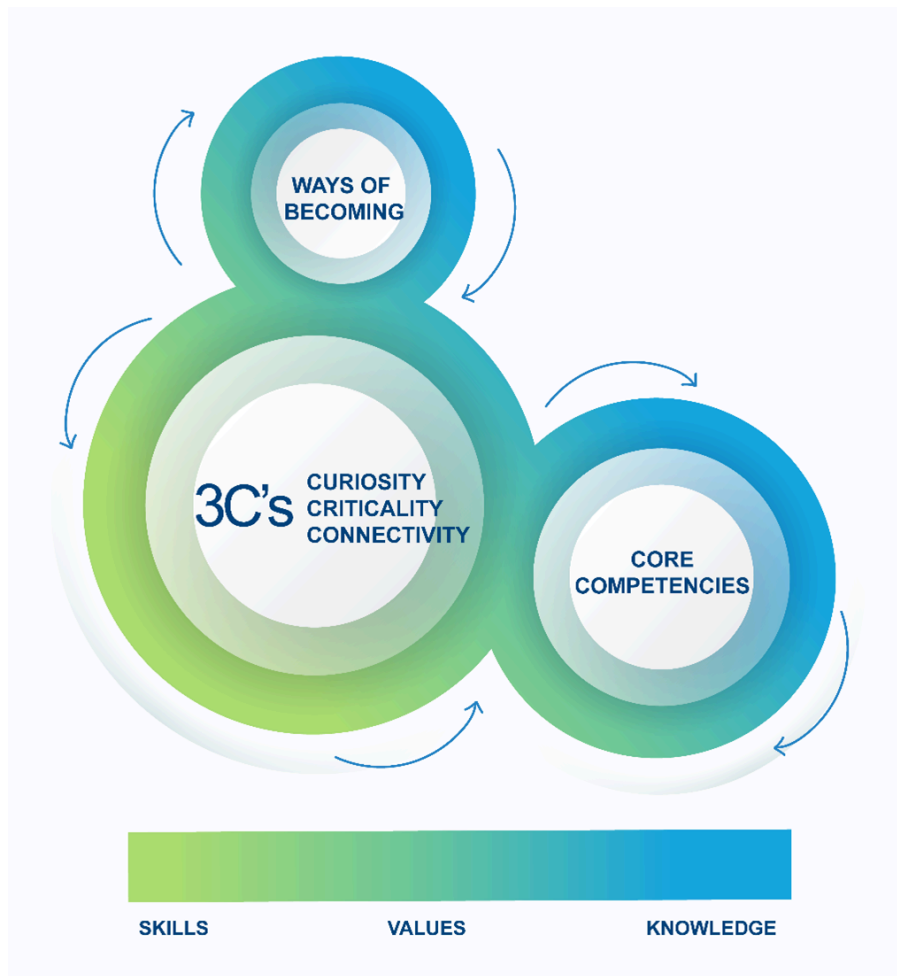 WAYS OF
BECOMING
3C's
CURIOSITY
CRITICALITY
CONNECTIVITY
CORE
COMPETENCIES
SKILLS
VALUES
KNOWLEDGE